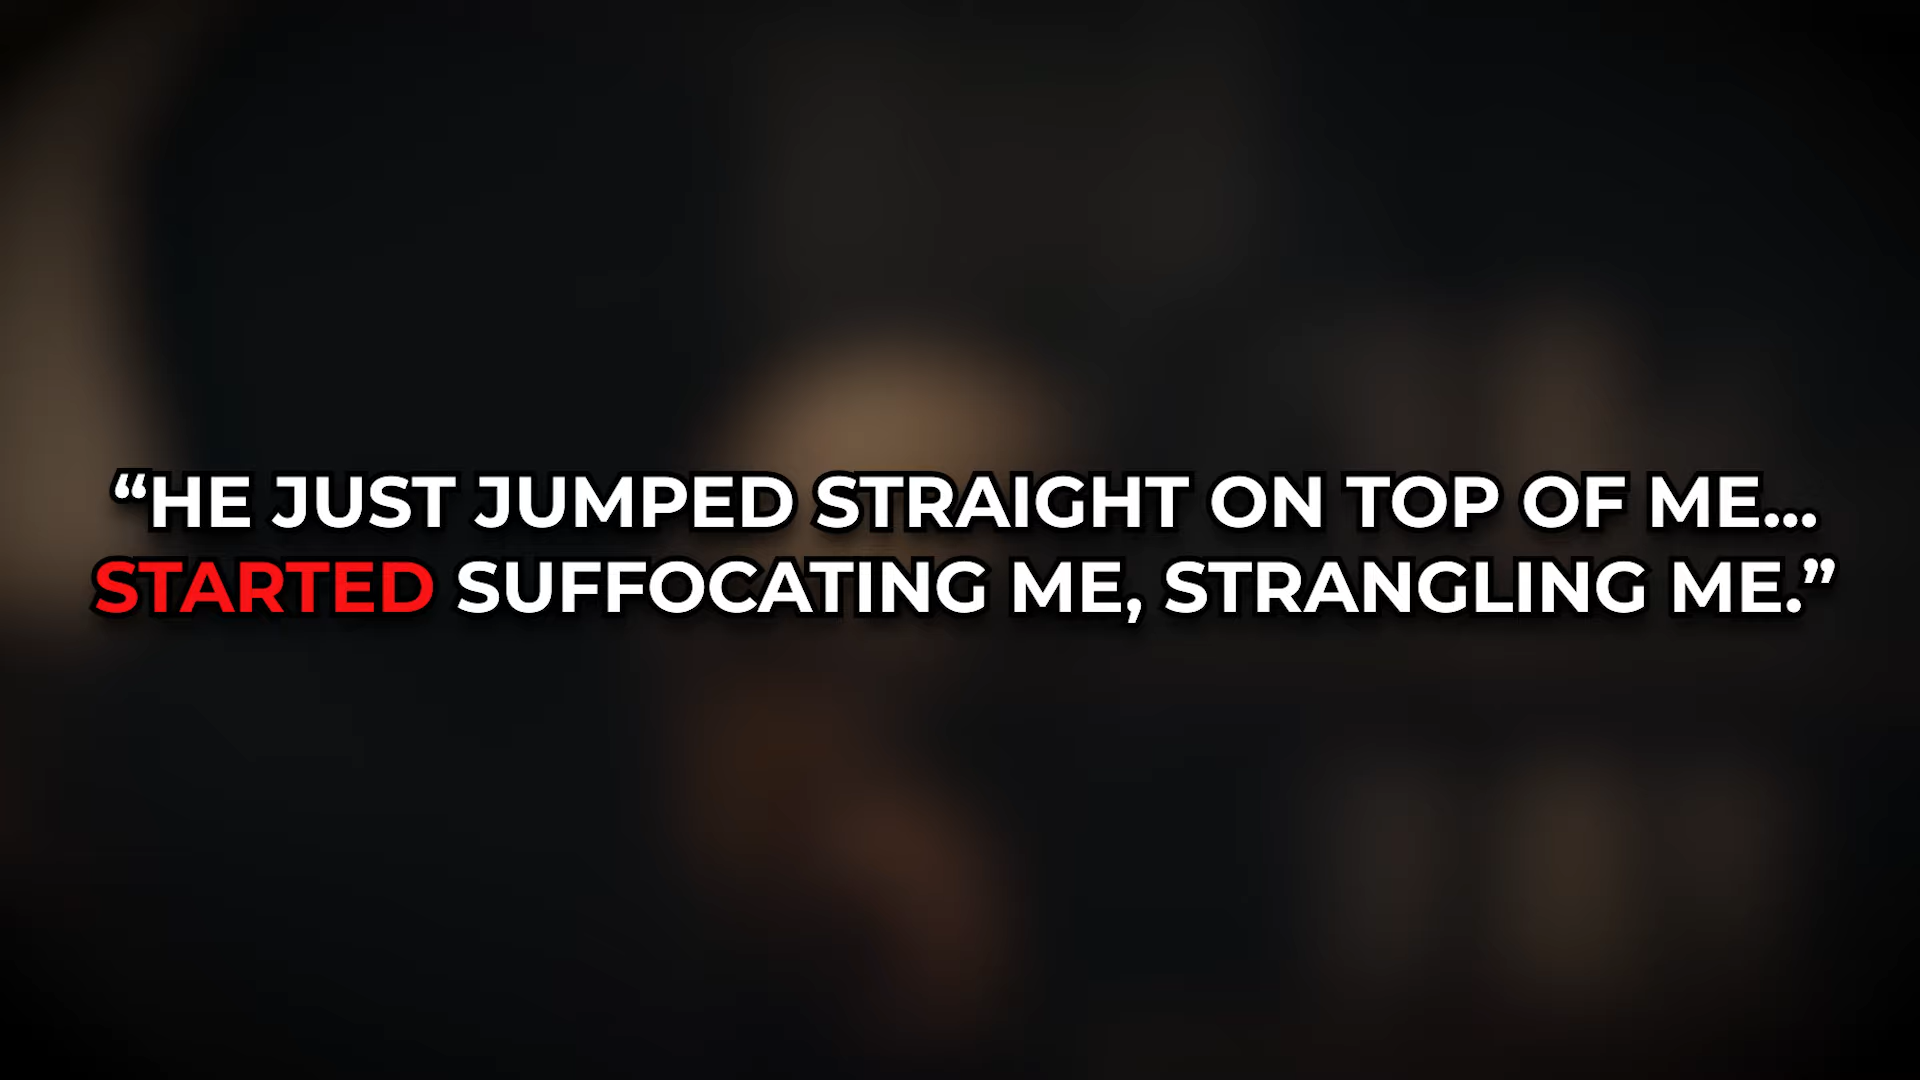 “HE JUST JUMPED STRAIGHT ON TOP OF ME...
STARTED SUFFOCATING ME, STRANGLING ME.”